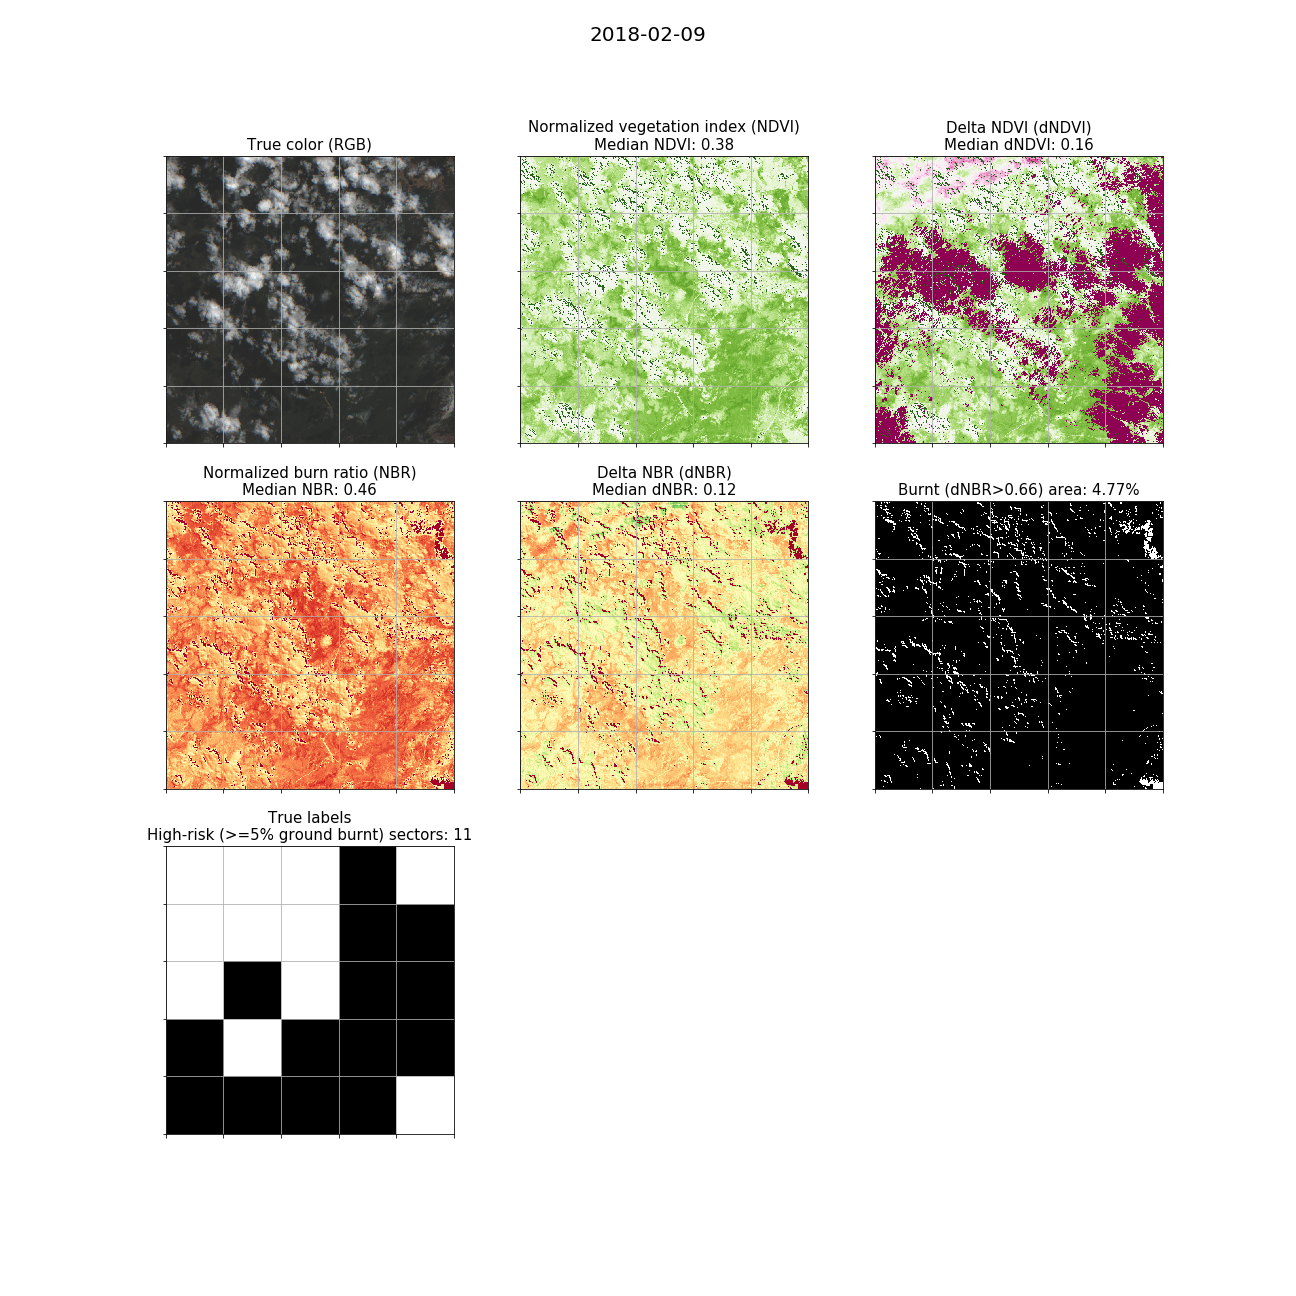 2018-02-09
True color (RGB)
Normalized vegetation index (NDVI)
Median NDVI: 0.38
Delta NDVI (dNDVI)
Median dNDVI: 0.16
Normalized burn ratio (NBR)
Median NBR: 0.46
Delta NBR (dNBR)
Median dNBR: 0.12
Burnt (dNBR>0.66) area: 4.77%
True labels
High-risk (>=5% ground burnt) sectors: 11